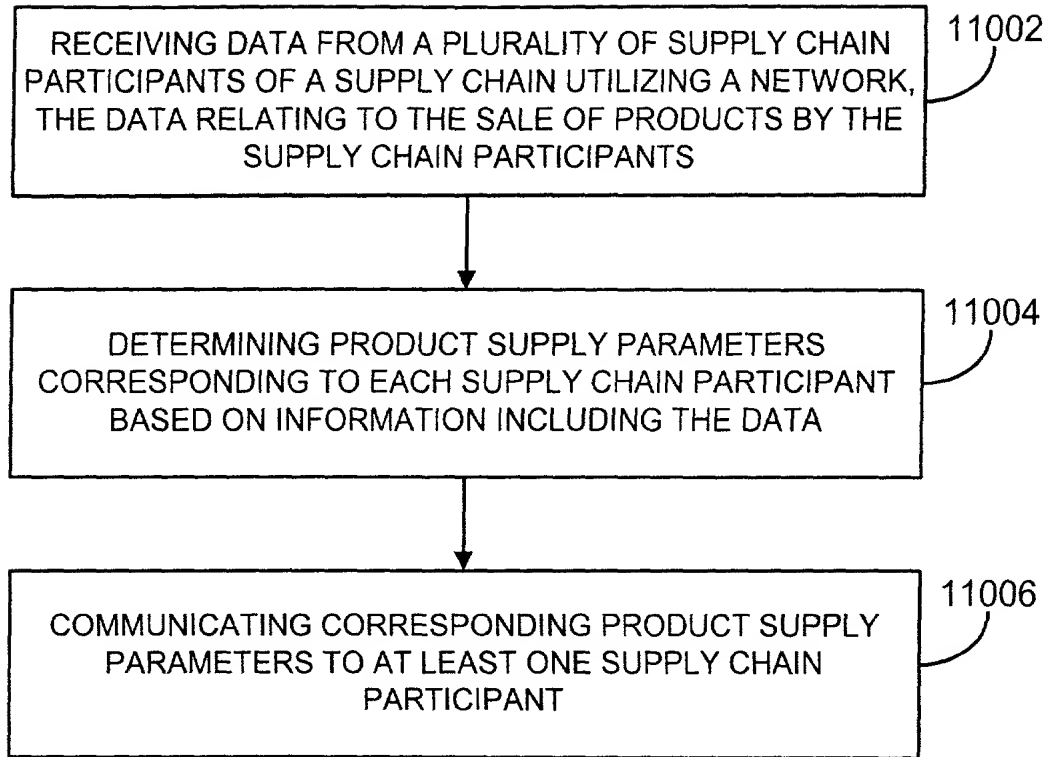 RECEIVING DATA FROM A PLURALITY OF SUPPLY CHAIN
PARTICIPANTS OF A SUPPLY CHAIN UTILIZING A NETWORK,
THE DATA RELATING TO THE SALE OF PRODUCTS BY THE
SUPPLY CHAIN PARTICIPANTS
11002
DETERMINING PRODUCT SUPPLY PARAMETERS
CORRESPONDING TO EACH SUPPLY CHAIN PARTICIPANT
BASED ON INFORMATION INCLUDING THE DATA
11004
COMMUNICATING CORRESPONDING PRODUCT SUPPLY
PARAMETERS TO AT LEAST ONE SUPPLY CHAIN
PARTICIPANT
11006